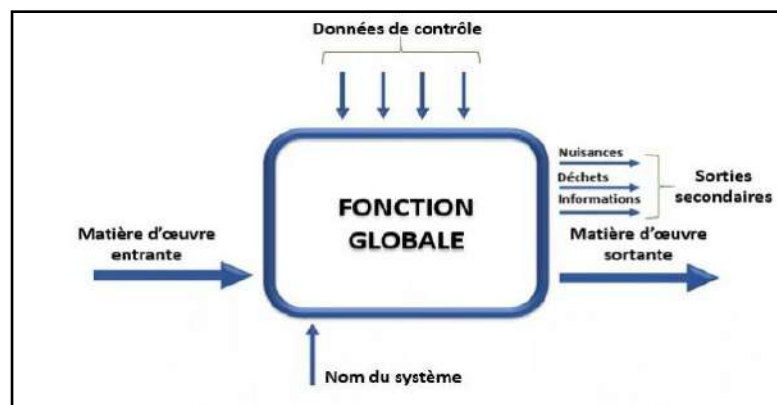 Données de contrôle
Nuisances
Déchets
Informations
Sorties
secondaires
FONCTION
GLOBALE
Matière d'œuvre
entrante
Matière d'œuvre
sortante
Nom du système